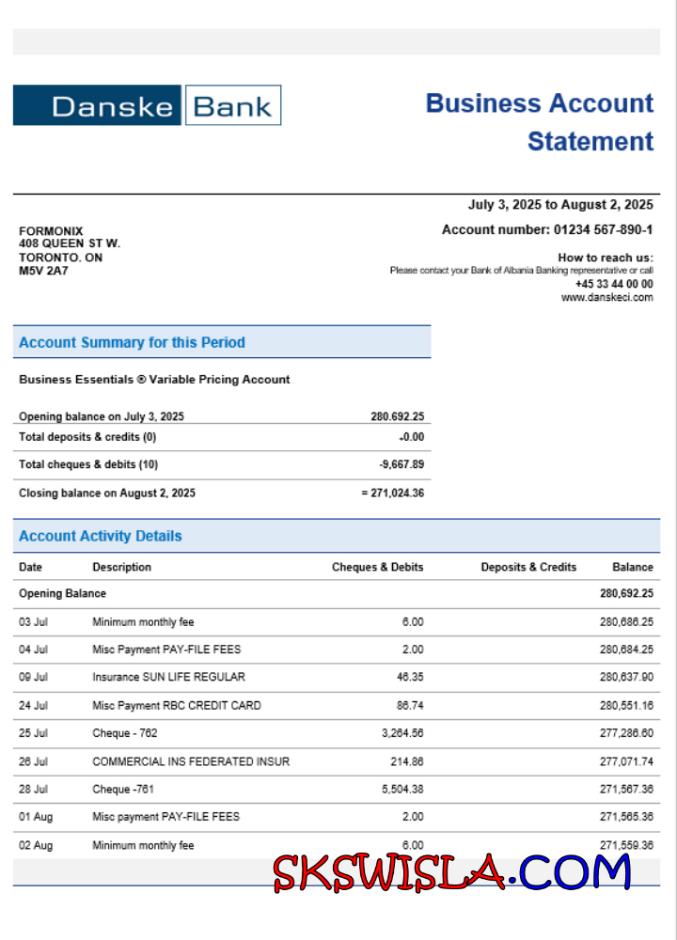 Danske Bank
Business Account
Statement
July 3, 2025 to August 2, 2025
Account number: 01234 567-890-1
FORMONIX
408 QUEEN ST W.
TORONTO. ON
M5V 2A7
How to reach us:
Please contact your Bank of Albania Banking representative or call
+45 33 44 00 00
www.danskeci.com
Account Summary for this Period
Business Essentials ® Variable Pricing Account
Opening balance on July 3, 2025 280.692.25
Total deposits & credits (0) -0.00
Total cheques & debits (10) -9,667.89
Closing balance on August 2, 2025 = 271,024.36
Account Activity Details
Date Description Cheques & Debits Deposits & Credits Balance
Opening Balance 280,692.25
03 Jul Minimum monthly fee 6.00 280,686.25
04 Jul Misc Payment PAY-FILE FEES 2.00 280,684.25
09 Jul Insurance SUN LIFE REGULAR 46.35 280,637.90
24 Jul Misc Payment RBC CREDIT CARD 86.74 280,551.16
25 Jul Cheque - 762 3,264.56 277,286.60
26 Jul COMMERCIAL INS FEDERATED INSUR 214.86 277,071.74
28 Jul Cheque -761 5,504.38 271,567.36
01 Aug Misc payment PAY-FILE FEES 2.00 271,565.36
02 Aug Minimum monthly fee 6.00 271,559.36
SKSWISLA.COM